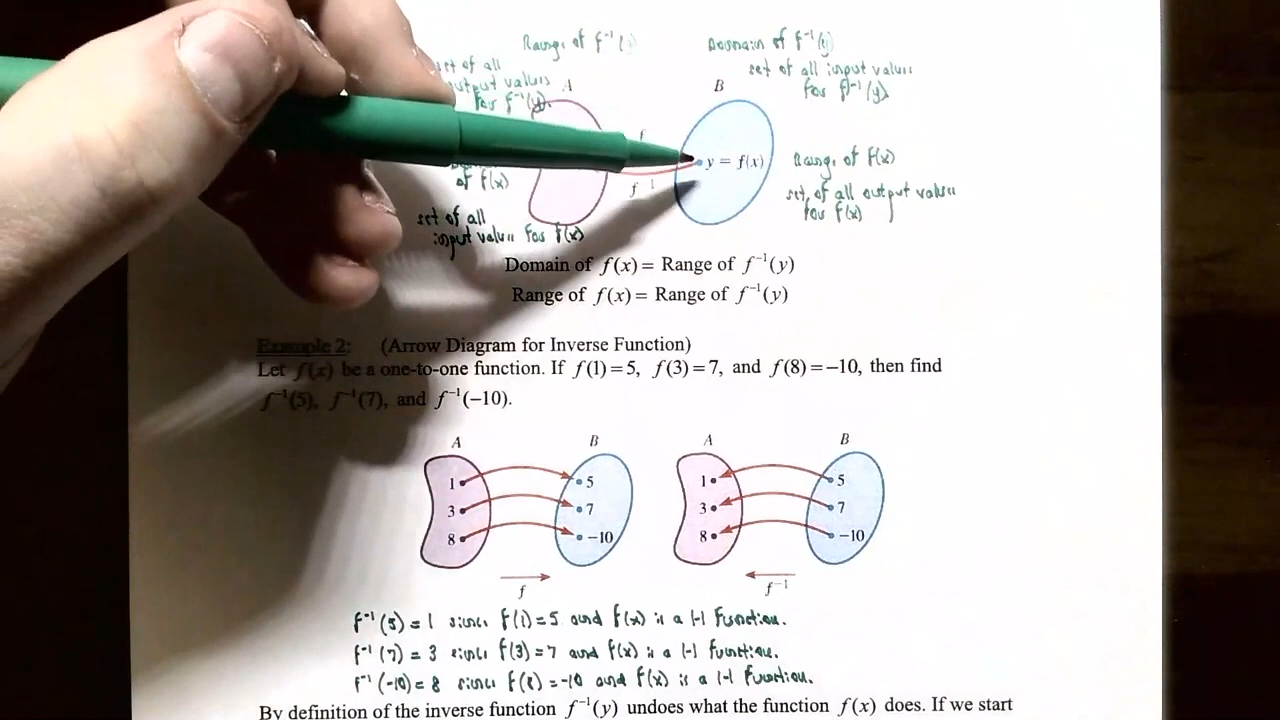 Range of f⁻¹(y)
Domain of f⁻¹(y)
set of all
output values
for f⁻¹(y)
set of all input values
for f⁻¹(y)
A
B
f
f⁻¹
y = f(x)
of f(x)
set of all
input values for f(x)
Range of f(x)
set of all output values
for f(x)
Domain of f(x) = Range of f⁻¹(y)
Range of f(x) = Range of f⁻¹(y)
Example 2: (Arrow Diagram for Inverse Function)
Let f(x) be a one-to-one function. If f(1) = 5, f(3) = 7, and f(8) = −10, then find
f⁻¹(5), f⁻¹(7), and f⁻¹(−10).
A B A B
1 5 1 5
3 7 3 7
8 −10 8 −10
f f⁻¹
f⁻¹(5) = 1 since f(1) = 5 and f(x) is a 1-1 function.
f⁻¹(7) = 3 since f(3) = 7 and f(x) is a 1-1 function.
f⁻¹(-10) = 8 since f(8) = -10 and f(x) is a 1-1 function.
By definition of the inverse function f⁻¹(y) undoes what the function f(x) does. If we start